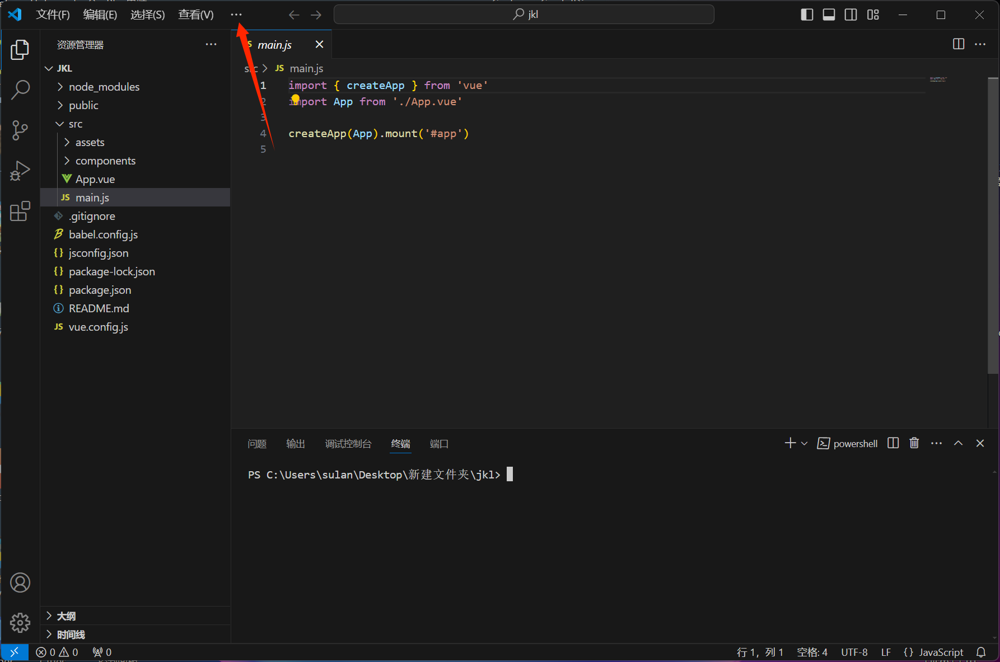 文件(F) 编辑(E) 选择(S) 查看(V) ··· jkl
资源管理器
JKL
node_modules
public
src
assets
components
App.vue
JS main.js
.gitignore
babel.config.js
{} jsconfig.json
{} package-lock.json
{} package.json
README.md
JS vue.config.js
大纲
时间线
main.js
src > JS main.js
1 import { createApp } from 'vue'
2 import App from './App.vue'
3
4 createApp(App).mount('#app')
5
问题 输出 调试控制台 终端 端口 powershell
PS C:\Users\sulan\Desktop\新建文件夹\jkl>
0 0 0 行 1，列 1 空格: 4 UTF-8 LF {} JavaScript